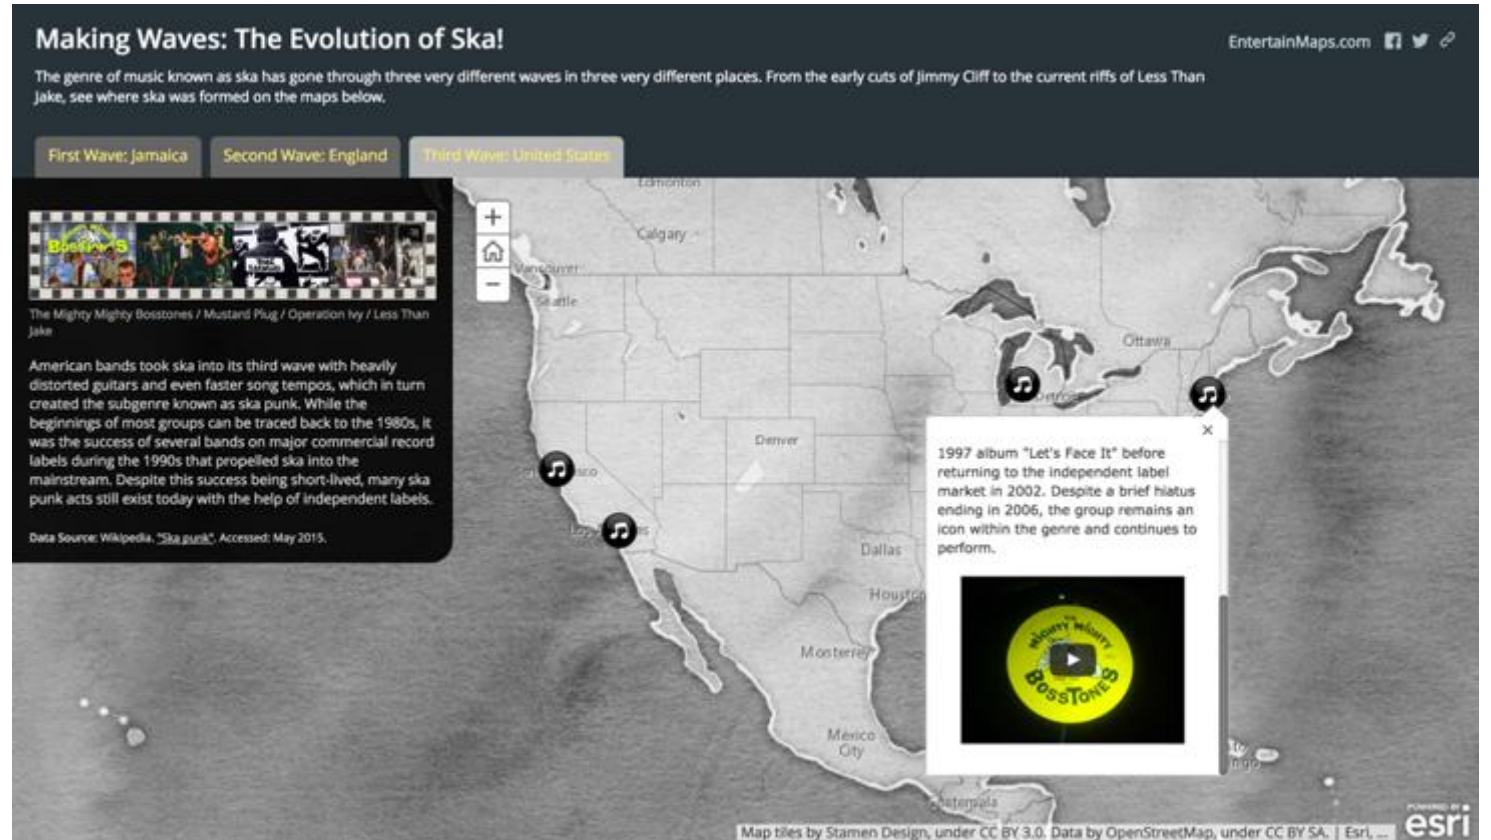 Making Waves: The Evolution of Ska!
EntertainMaps.com
The genre of music known as ska has gone through three very different waves in three very different places. From the early cuts of Jimmy Cliff to the current riffs of Less Than
Jake, see where ska was formed on the maps below.
First Wave: Jamaica
Second Wave: England
Third Wave: United States
BossTones
The Mighty Mighty Bosstones / Mustard Plug / Operation Ivy / Less Than
Jake
American bands took ska into its third wave with heavily
distorted guitars and even faster song tempos, which in turn
created the subgenre known as ska punk. While the
beginnings of most groups can be traced back to the 1980s, it
was the success of several bands on major commercial record
labels during the 1990s that propelled ska into the
mainstream. Despite this success being short-lived, many ska
punk acts still exist today with the help of independent labels.
Data Source: Wikipedia. "Ska punk". Accessed: May 2015.
+
−
Edmonton
Calgary
Vancouver
Seattle
Ottawa
Detroit
Denver
Dallas
Houston
Monterrey
Mexico
City
Guatemala
×
1997 album "Let's Face It" before
returning to the independent label
market in 2002. Despite a brief hiatus
ending in 2006, the group remains an
icon within the genre and continues to
perform.
THE
MIGHTY MIGHTY
BOSSTONES
POWERED BY
esri
Map tiles by Stamen Design, under CC BY 3.0. Data by OpenStreetMap, under CC BY SA. | Esri, ...